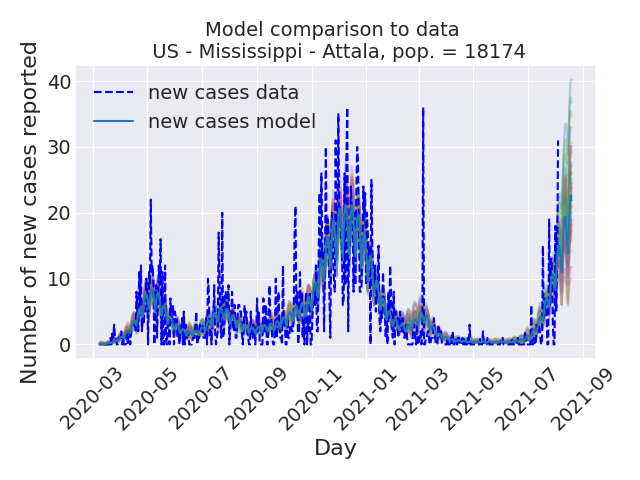 Model comparison to data
US - Mississippi - Attala, pop. = 18174
Number of new cases reported
40
30
20
10
0
new cases data
new cases model
2020-03
2020-05
2020-07
2020-09
2020-11
2021-01
2021-03
2021-05
2021-07
2021-09
Day